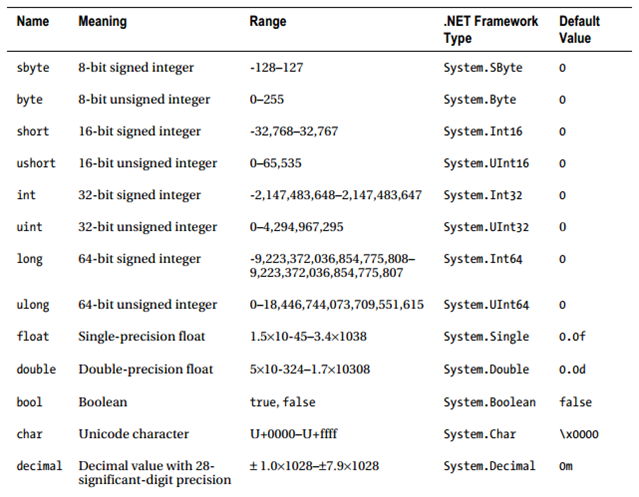 Name Meaning Range .NET Framework Default
Type Value
sbyte 8-bit signed integer -128–127 System.SByte 0
byte 8-bit unsigned integer 0–255 System.Byte 0
short 16-bit signed integer -32,768–32,767 System.Int16 0
ushort 16-bit unsigned integer 0–65,535 System.UInt16 0
int 32-bit signed integer -2,147,483,648–2,147,483,647 System.Int32 0
uint 32-bit unsigned integer 0–4,294,967,295 System.UInt32 0
long 64-bit signed integer -9,223,372,036,854,775,808– System.Int64 0
9,223,372,036,854,775,807
ulong 64-bit unsigned integer 0–18,446,744,073,709,551,615 System.UInt64 0
float Single-precision float 1.5×10-45–3.4×1038 System.Single 0.0f
double Double-precision float 5×10-324–1.7×10308 System.Double 0.0d
bool Boolean true, false System.Boolean false
char Unicode character U+0000–U+ffff System.Char \x0000
decimal Decimal value with 28- ± 1.0×1028–±7.9×1028 System.Decimal 0m
significant-digit precision